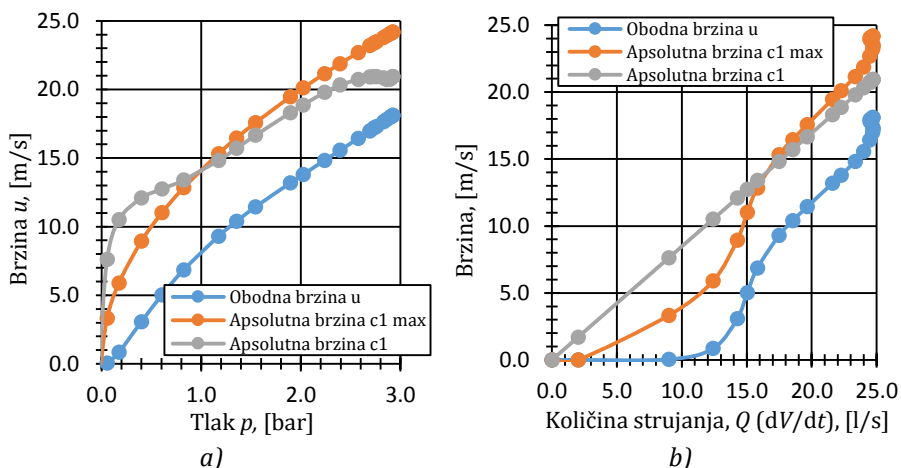 25.0
20.0
15.0
10.0
5.0
0.0
Brzina u, [m/s]
Obodna brzina u
Apsolutna brzina c1 max
Apsolutna brzina c1
0.0 1.0 2.0 3.0
Tlak p, [bar]
a)
25.0
20.0
15.0
10.0
5.0
0.0
Brzina, [m/s]
Obodna brzina u
Apsolutna brzina c1 max
Apsolutna brzina c1
0.0 5.0 10.0 15.0 20.0 25.0
Količina strujanja, Q (dV/dt), [l/s]
b)